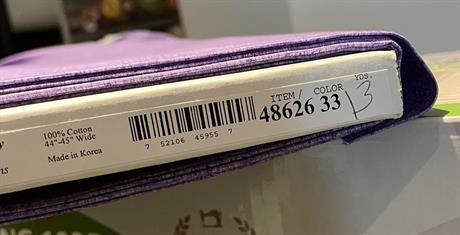 100% Cotton
44"-45" Wide
Made in Korea
7 52106 45955 7
ITEM/ COLOR
48626 33
YDS.
13